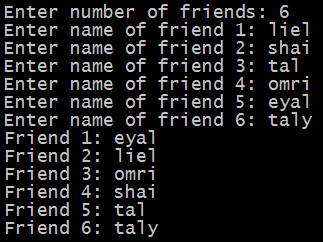 Enter number of friends: 6
Enter name of friend 1: liel
Enter name of friend 2: shai
Enter name of friend 3: tal
Enter name of friend 4: omri
Enter name of friend 5: eyal
Enter name of friend 6: taly
Friend 1: eyal
Friend 2: liel
Friend 3: omri
Friend 4: shai
Friend 5: tal
Friend 6: taly